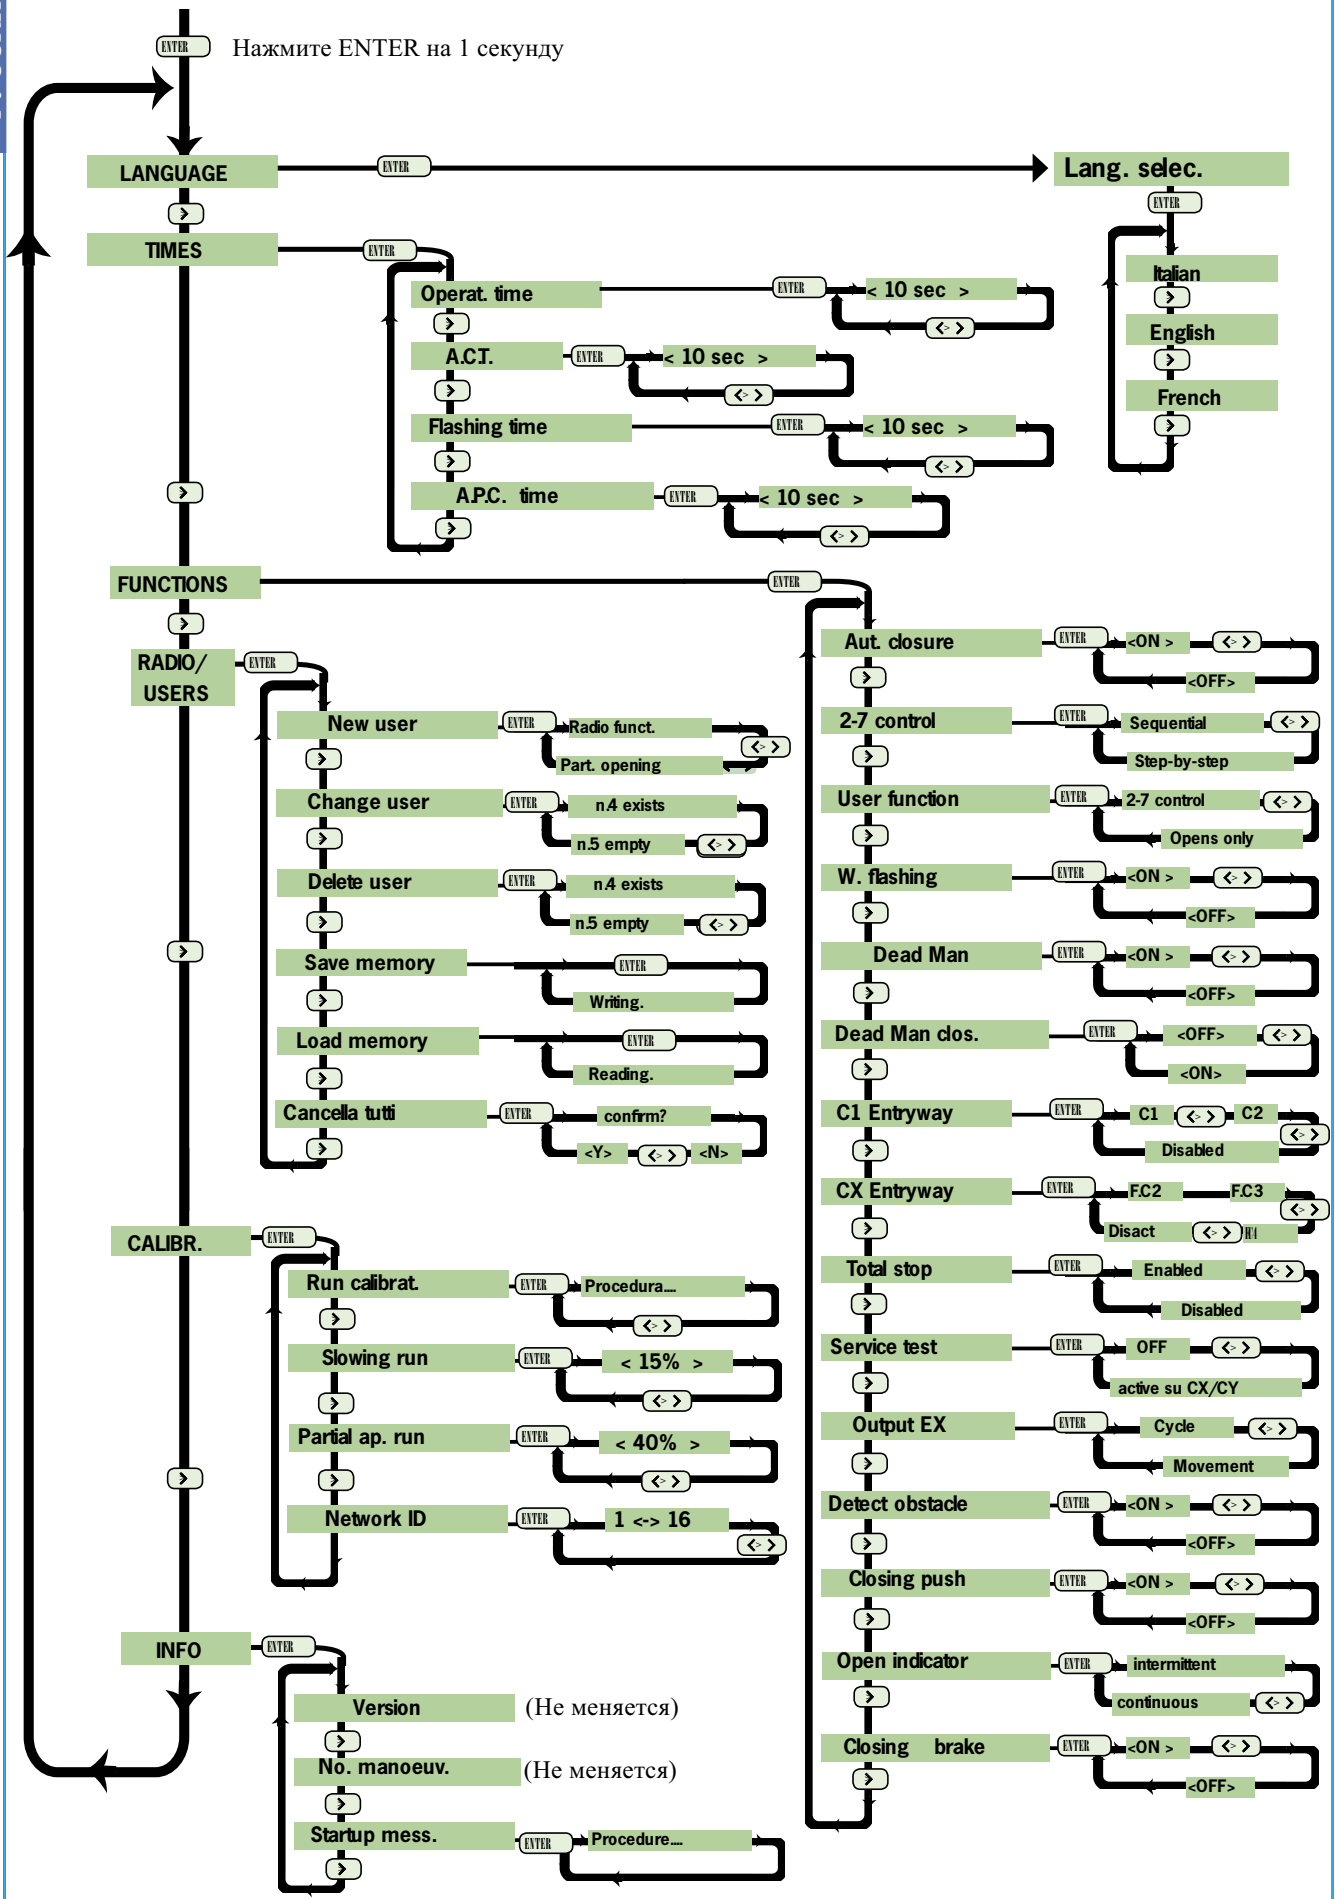 ENTER Нажмите ENTER на 1 секунду
LANGUAGE ENTER Lang. selec.
ENTER
Italian
English
French
TIMES ENTER
Operat. time ENTER < 10 sec >
A.C.T. ENTER < 10 sec >
Flashing time ENTER < 10 sec >
A.P.C. time ENTER < 10 sec >
FUNCTIONS ENTER
Aut. closure ENTER <ON > <OFF>
2-7 control ENTER Sequential
Step-by-step
User function ENTER 2-7 control
Opens only
W. flashing ENTER <ON >
<OFF>
Dead Man ENTER <ON >
<OFF>
Dead Man clos. ENTER <OFF>
<ON>
C1 Entryway ENTER C1 C2
Disabled
CX Entryway ENTER F.C2 F.C3
Disact
Total stop ENTER Enabled
Disabled
Service test ENTER OFF
active su CX/CY
Output EX ENTER Cycle
Movement
Detect obstacle ENTER <ON >
<OFF>
Closing push ENTER <ON >
<OFF>
Open indicator ENTER intermittent
continuous
Closing brake ENTER <ON >
<OFF>
RADIO/
USERS ENTER
New user ENTER Radio funct.
Part. opening
Change user ENTER n.4 exists
n.5 empty
Delete user ENTER n.4 exists
n.5 empty
Save memory ENTER
Writing.
Load memory ENTER
Reading.
Cancella tutti ENTER confirm?
<Y> <N>
CALIBR. ENTER
Run calibrat. ENTER Procedura....
Slowing run ENTER < 15% >
Partial ap. run ENTER < 40% >
Network ID ENTER 1 <-> 16
INFO ENTER
Version (Не меняется)
No. manoeuv. (Не меняется)
Startup mess. ENTER Procedure....